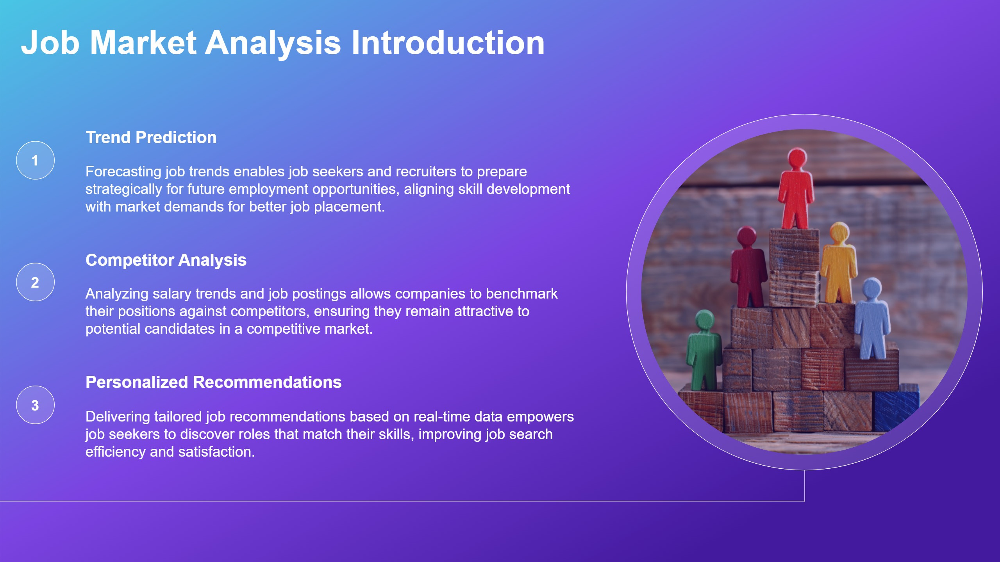 Job Market Analysis Introduction
1
Trend Prediction
Forecasting job trends enables job seekers and recruiters to prepare
strategically for future employment opportunities, aligning skill development
with market demands for better job placement.
2
Competitor Analysis
Analyzing salary trends and job postings allows companies to benchmark
their positions against competitors, ensuring they remain attractive to
potential candidates in a competitive market.
3
Personalized Recommendations
Delivering tailored job recommendations based on real-time data empowers
job seekers to discover roles that match their skills, improving job search
efficiency and satisfaction.